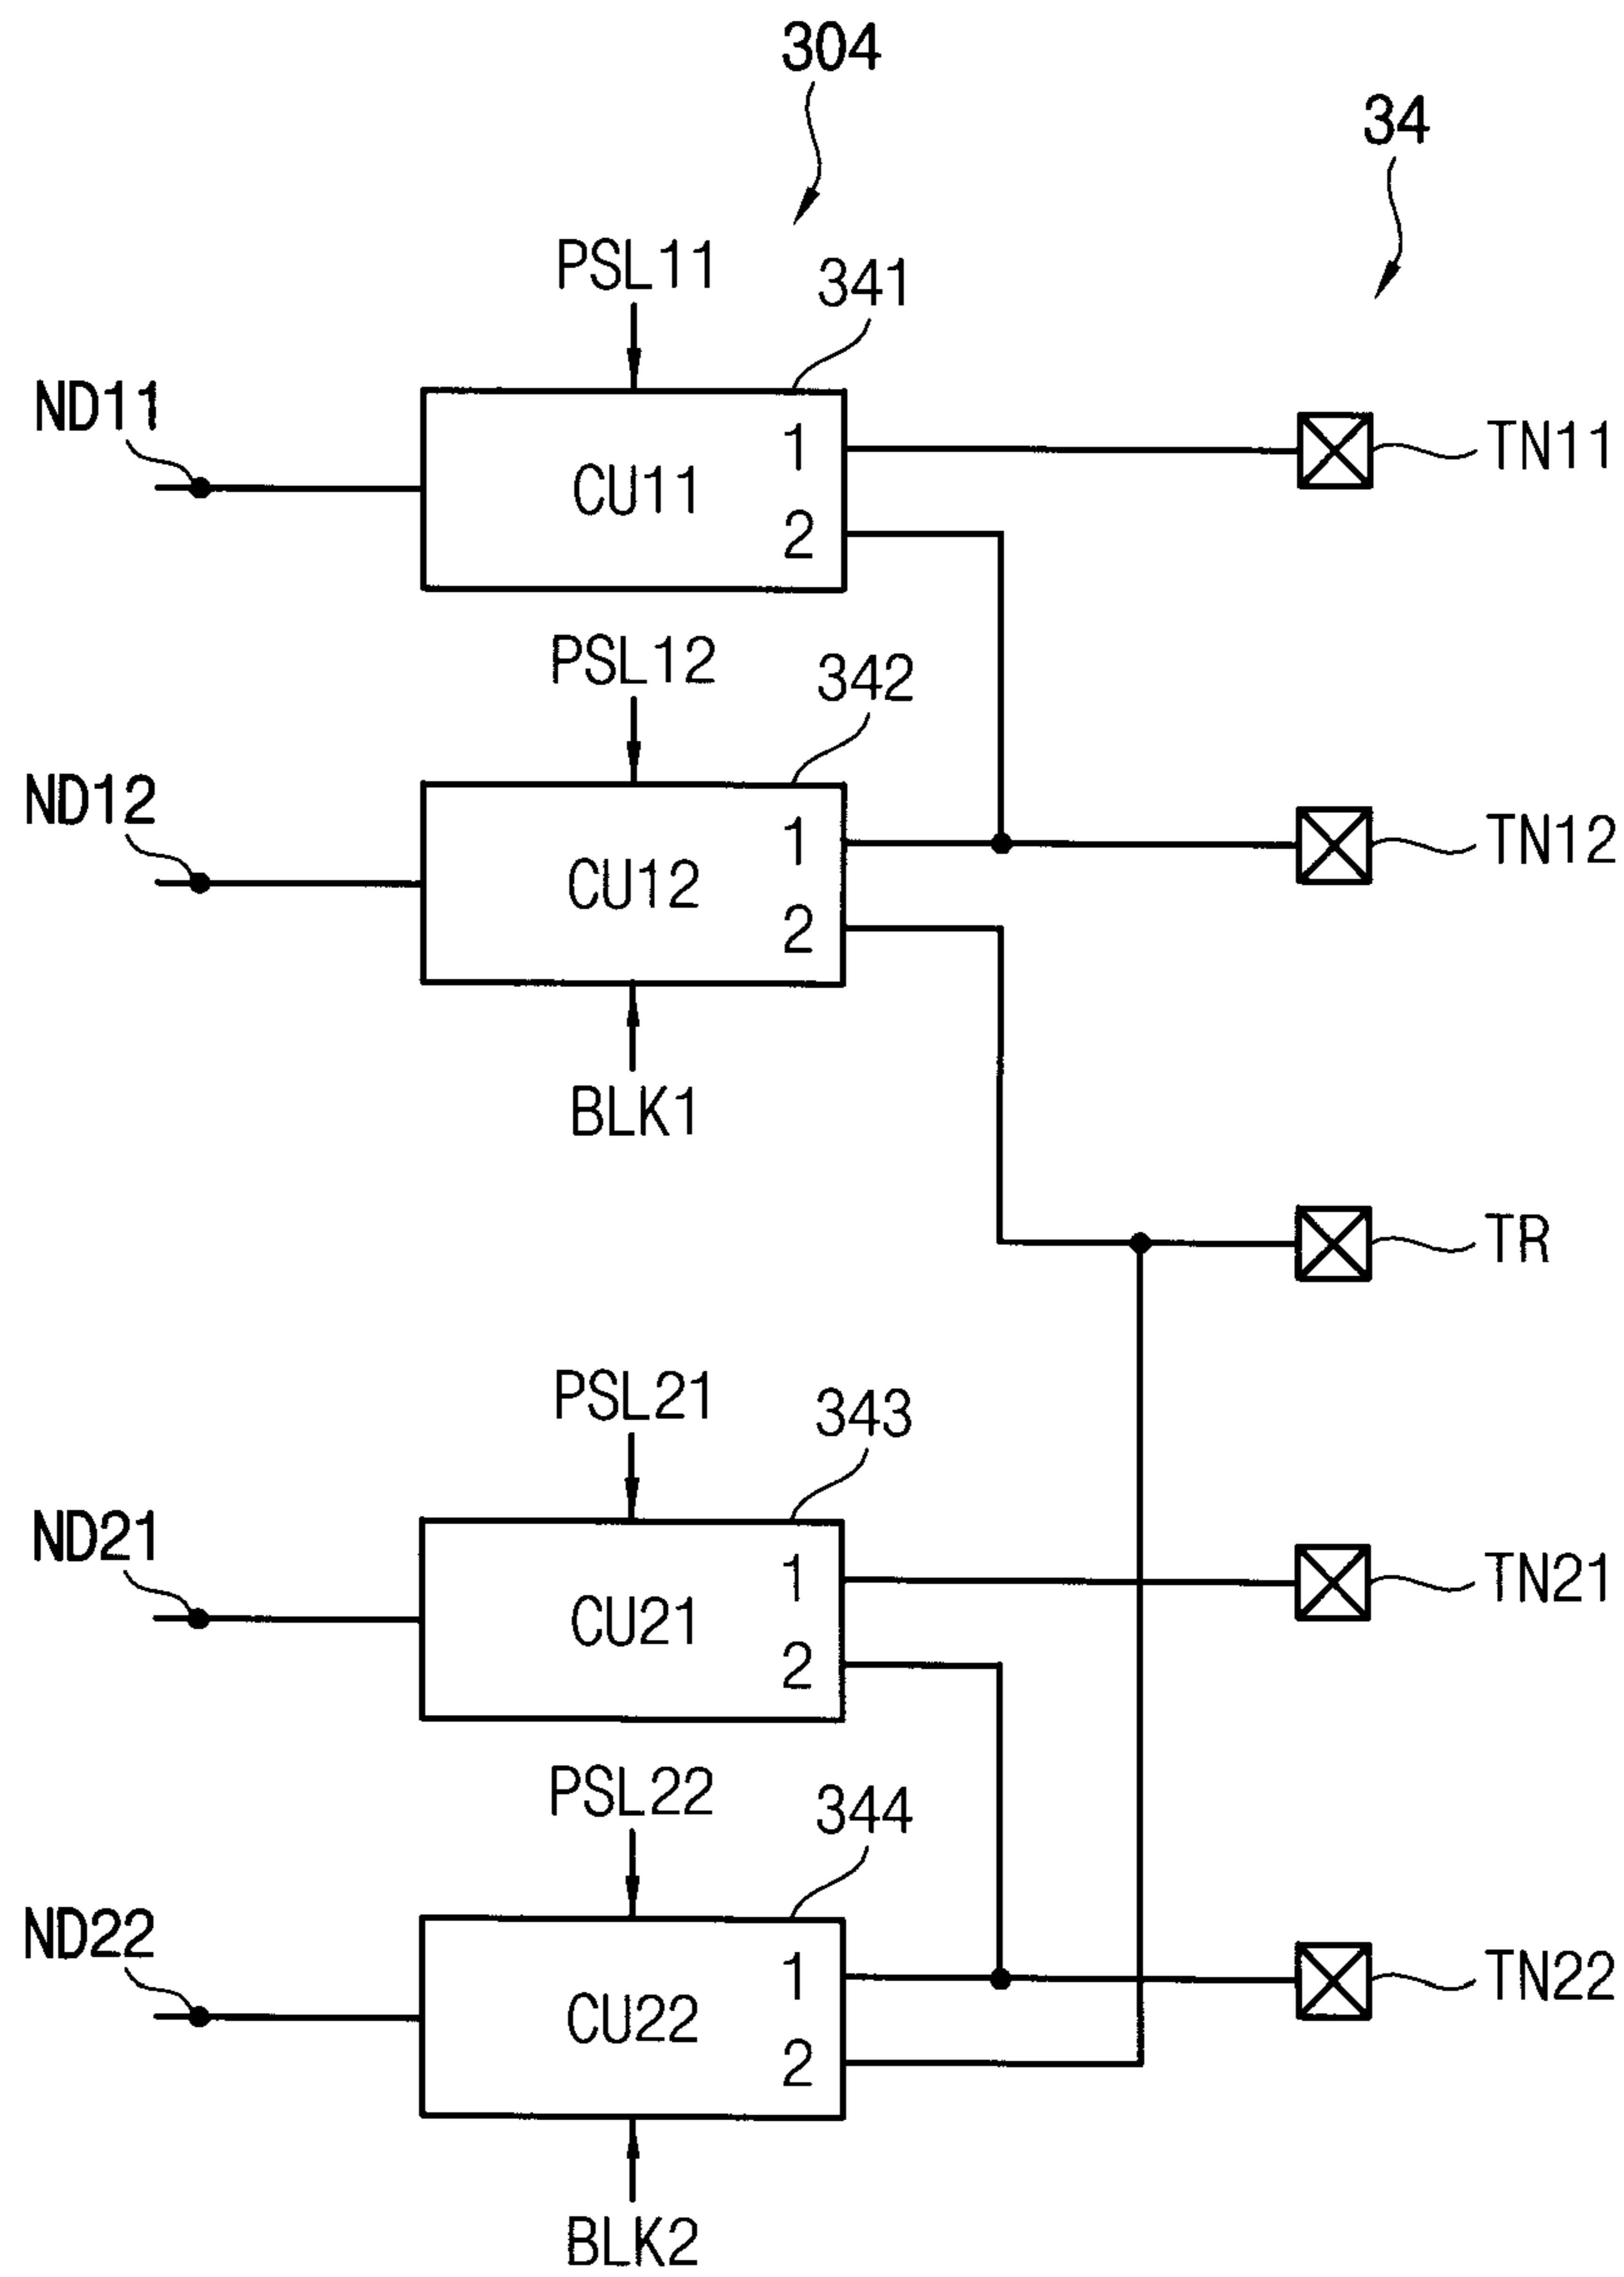 304
34
PSL11
341
ND11
CU11
1
2
TN11
PSL12
342
ND12
CU12
1
2
TN12
BLK1
TR
PSL21
343
ND21
CU21
1
2
TN21
PSL22
344
ND22
CU22
1
2
TN22
BLK2